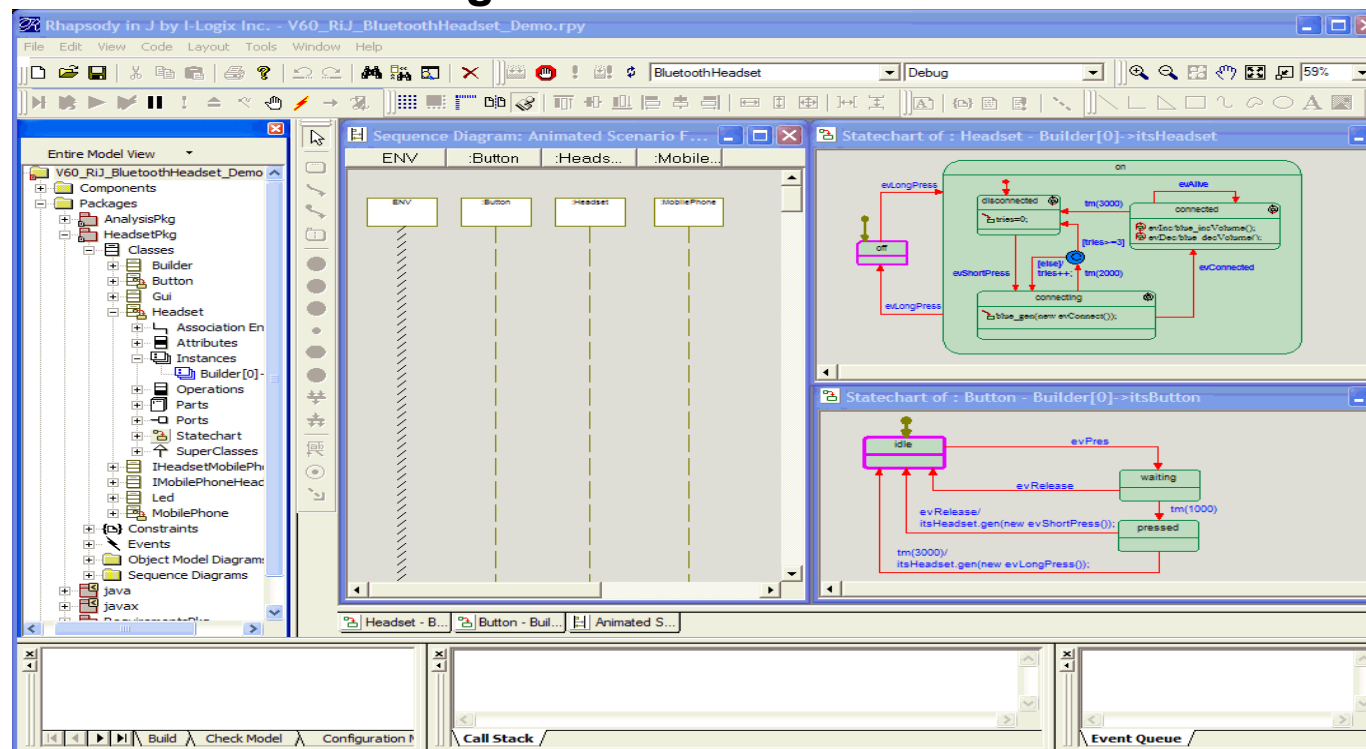 Rhapsody in J by I-Logix Inc. - V60_RiJ_BluetoothHeadset_Demo.rpy
File Edit View Code Layout Tools Window Help
BluetoothHeadset
Debug
59%
Entire Model View
V60_RiJ_BluetoothHeadset_Demo
Components
Packages
AnalysisPkg
HeadsetPkg
Classes
Builder
Button
Gui
Headset
Association En
Attributes
Instances
Builder[0]-
Operations
Parts
Ports
Statechart
SuperClasses
IHeadsetMobilePh
IMobilePhoneHead
Led
MobilePhone
Constraints
Events
Object Model Diagram
Sequence Diagrams
java
javax
Sequence Diagram: Animated Scenario F...
ENV :Button :Heads... :Mobile...
ENV :Button :Headset :MobilePhone
Statechart of : Headset - Builder[0]->itsHeadset
on
evLongPress
evAlive
disconnected
tm(3000)
connected
tries=0;
evInc/blue_incVolume();
evDec/blue_decVolume();
off
[tries>=3]
[else]/
tries++;
tm(2000)
evShortPress
evConnected
connecting
evLongPress
blue_gen(new evConnect());
Statechart of : Button - Builder[0]->itsButton
idle
evPres
waiting
evRelease
tm(1000)
evRelease/
itsHeadset.gen(new evShortPress());
pressed
tm(3000)/
itsHeadset.gen(new evLongPress());
Headset - B... Button - Buil... Animated S...
Build Check Model Configuration
Call Stack
Event Queue